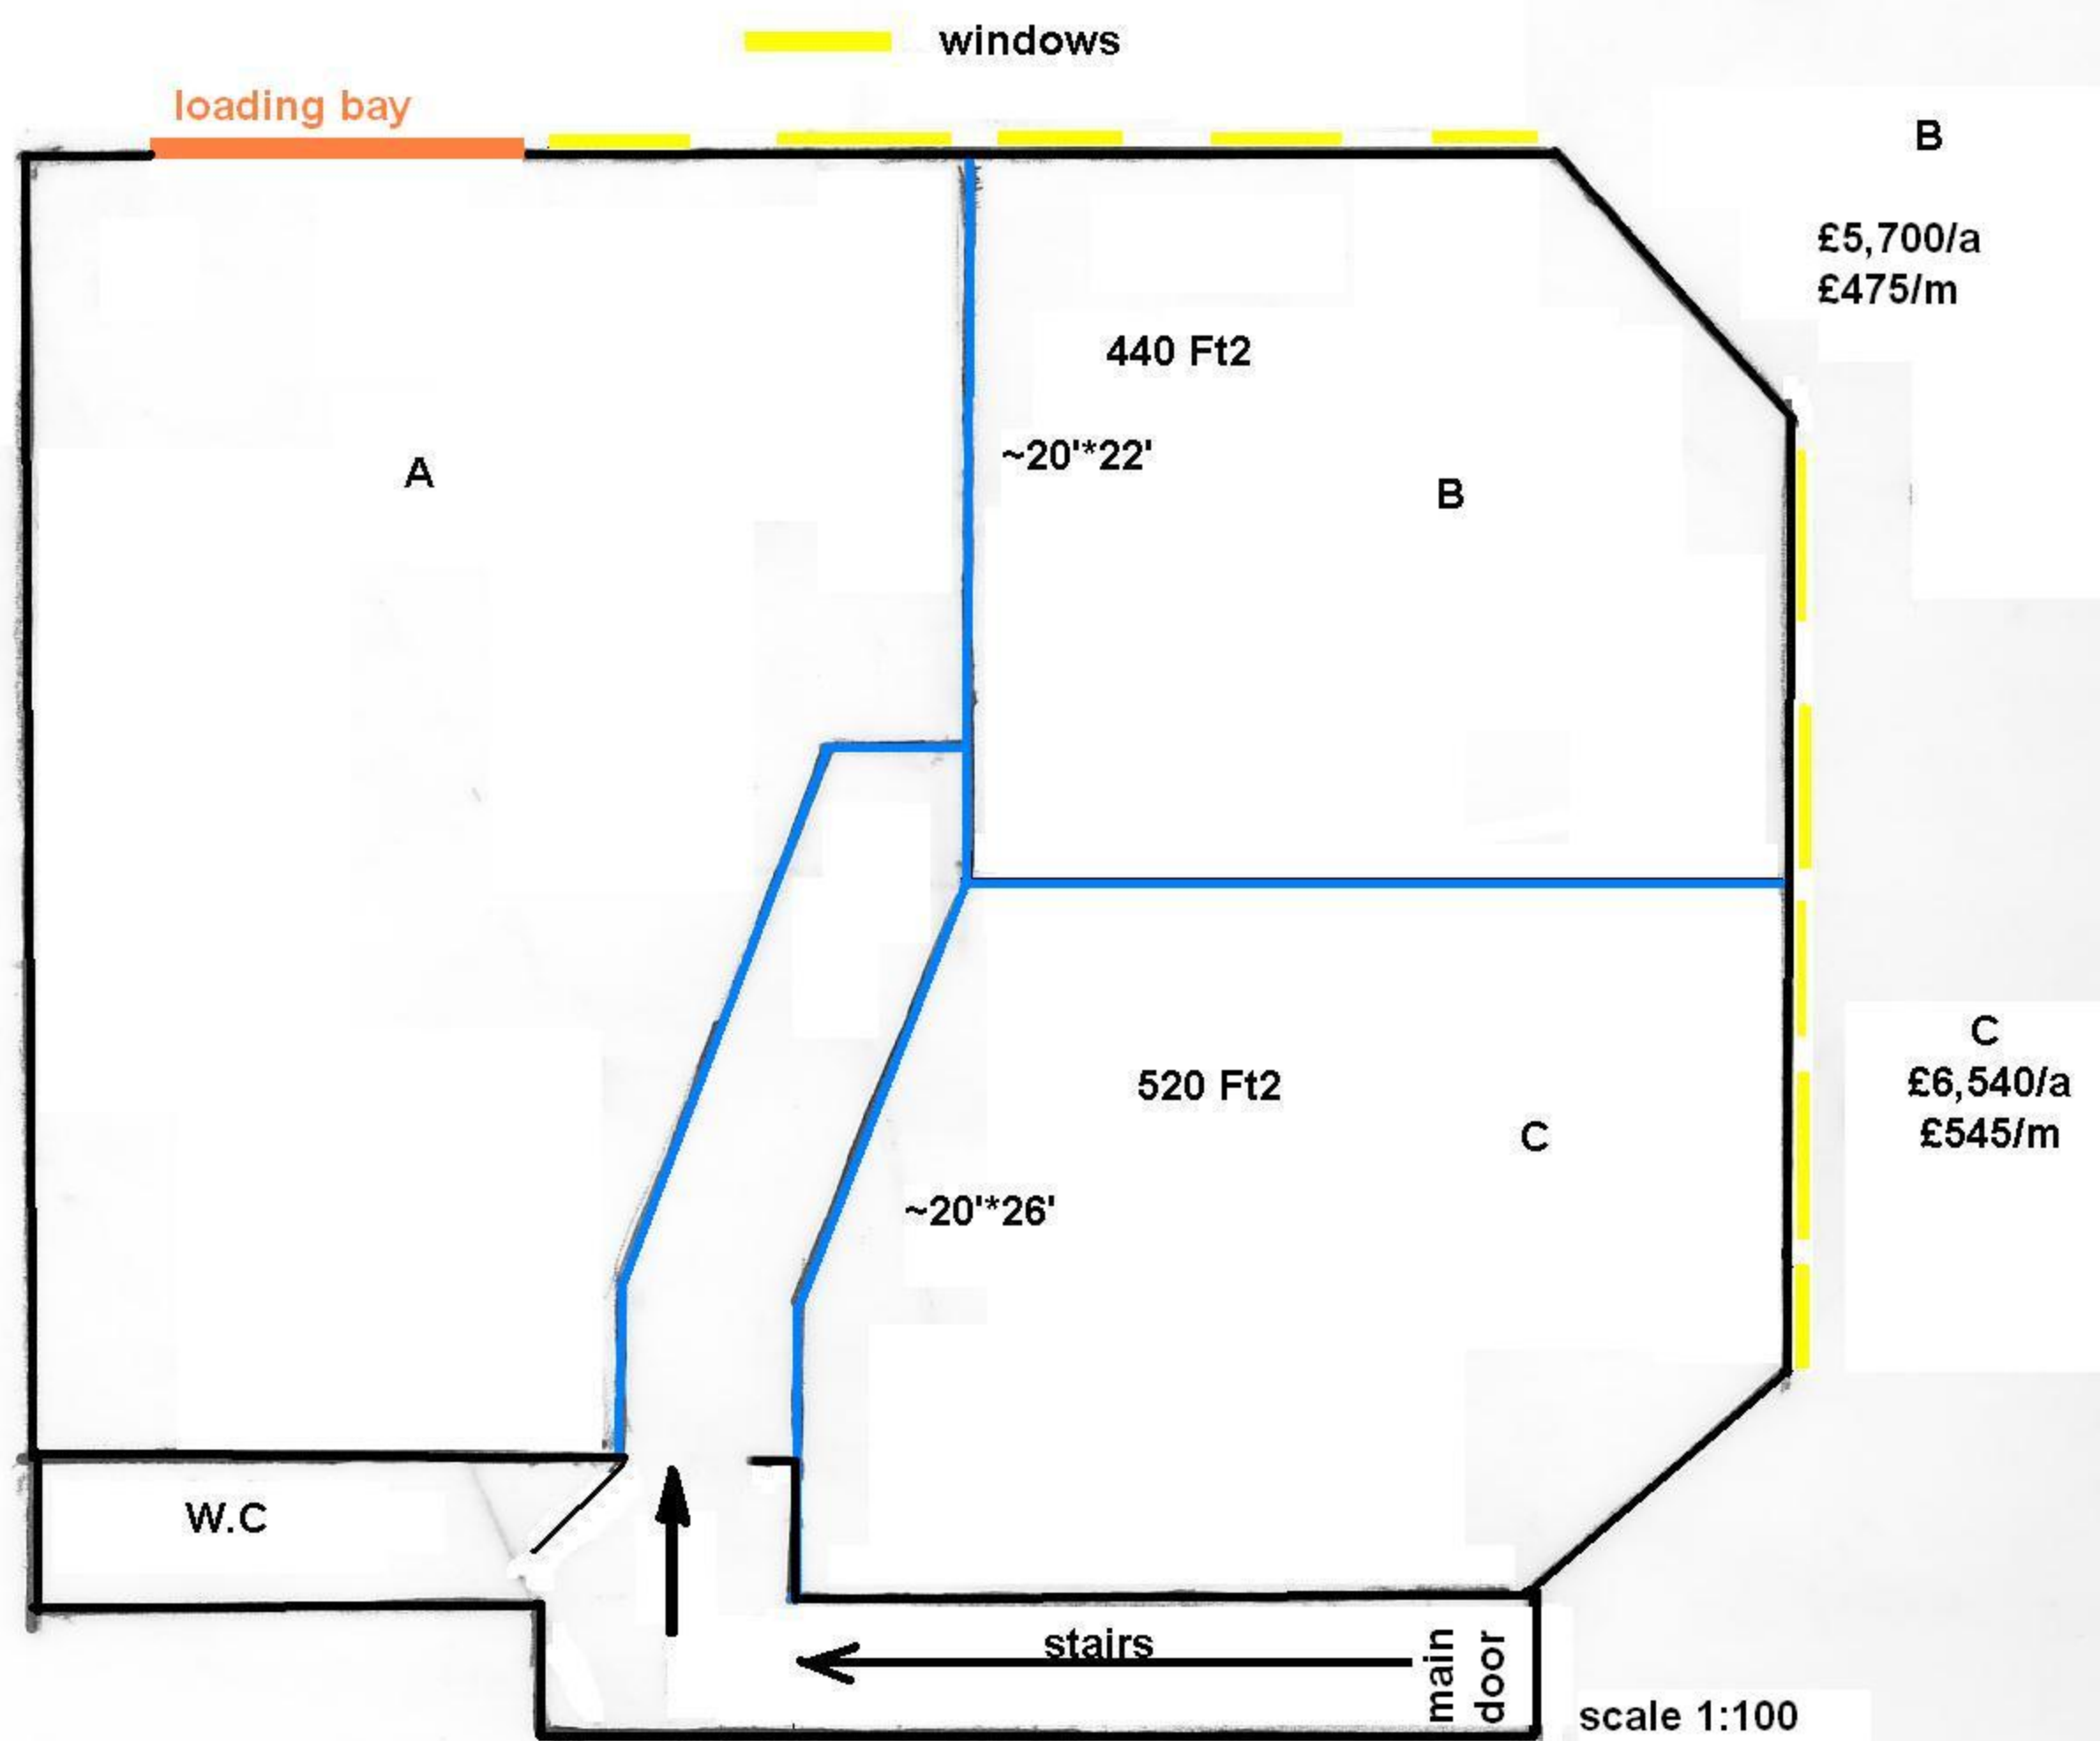 windows
loading bay
B
£5,700/a
£475/m
440 Ft2
~20'*22'
A
B
C
£6,540/a
£545/m
520 Ft2
C
~20'*26'
W.C
stairs
main
door
scale 1:100